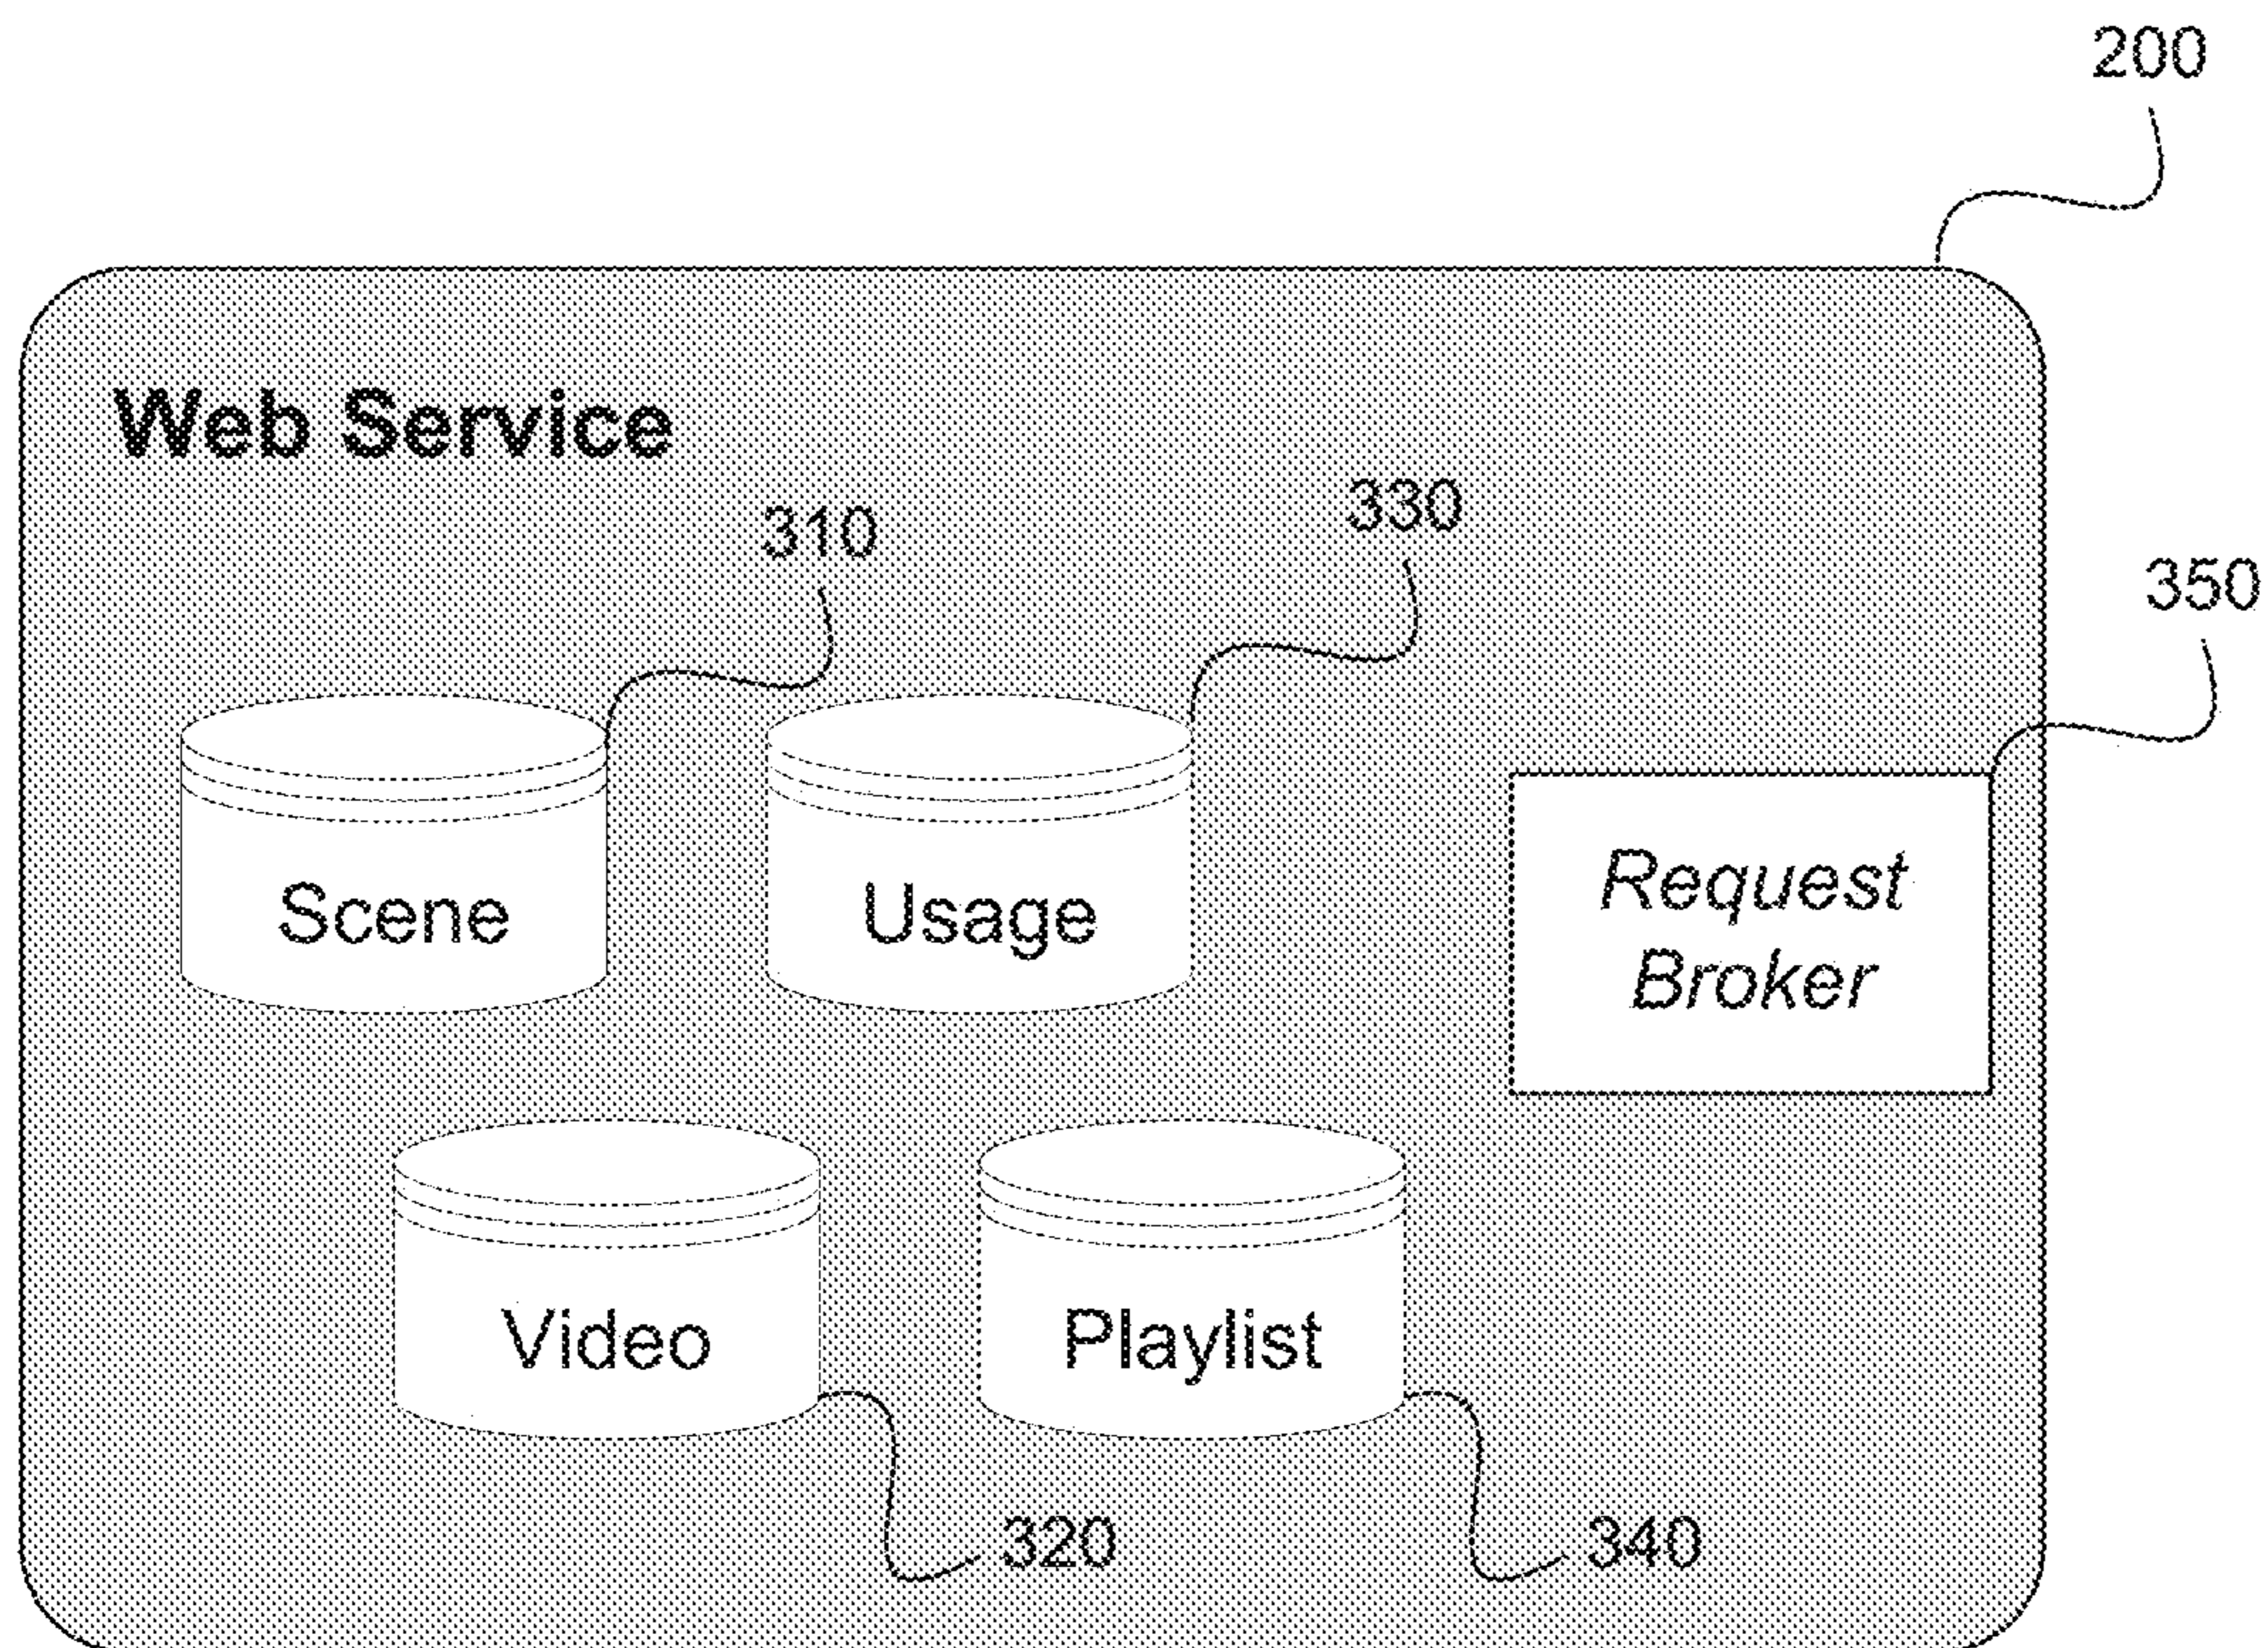 200
Web Service
310
330
350
Scene
Usage
Request
Broker
Video
Playlist
320
340